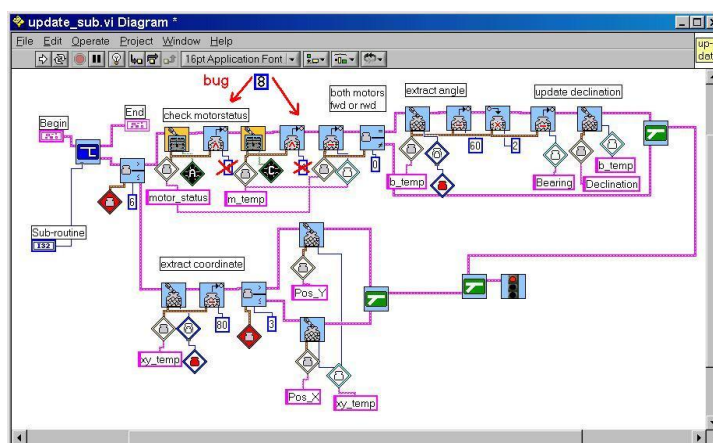 update_sub.vi Diagram *
File Edit Operate Project Window Help
16pt Application Font
up-
dat
bug
8
both motors
fwd or rwd
extract angle
update declination
Begin
End
check motorstatus
-A-
-C-
0
60
2
6
motor_status
m_temp
b_temp
Bearing
b_temp
Declination
Sub-routine
I32
extract coordinate
Pos_Y
80
3
xy_temp
Pos_X
xy_temp